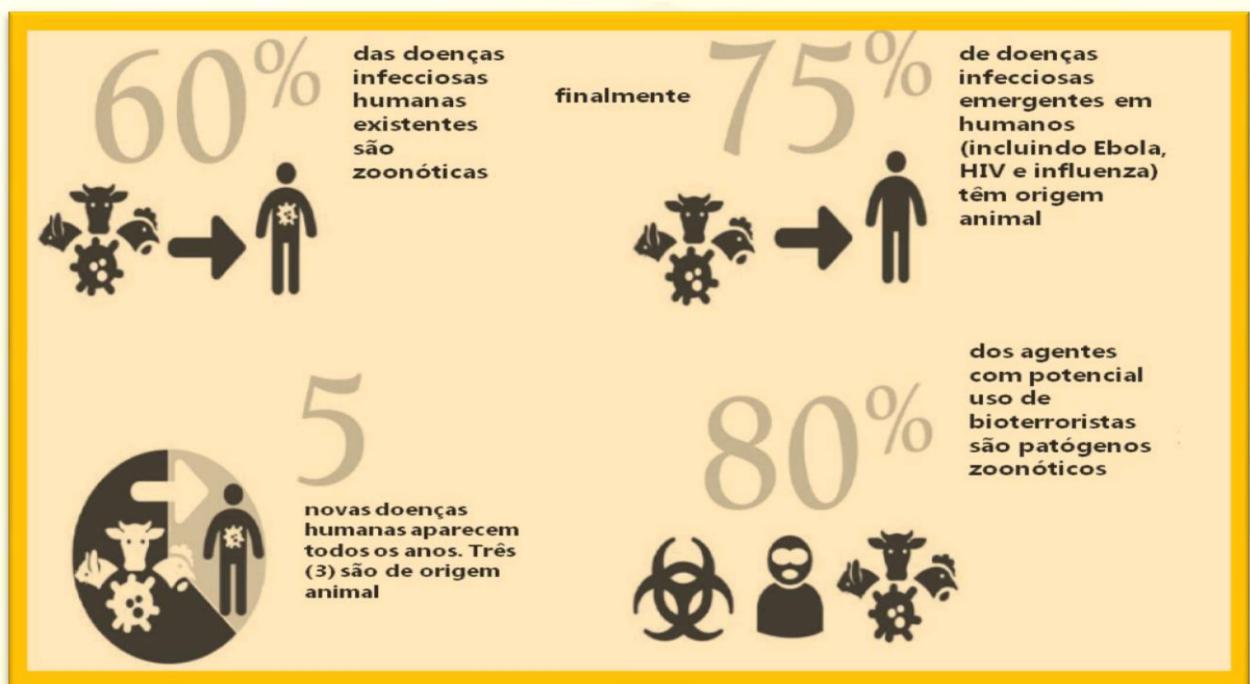 60%
das doenças
infecciosas
humanas
existentes
são
zoonóticas
finalmente
75%
de doenças
infecciosas
emergentes em
humanos
(incluindo Ebola,
HIV e influenza)
têm origem
animal
5
novas doenças
humanas aparecem
todos os anos. Três
(3) são de origem
animal
80%
dos agentes
com potencial
uso de
bioterroristas
são patógenos
zoonóticos